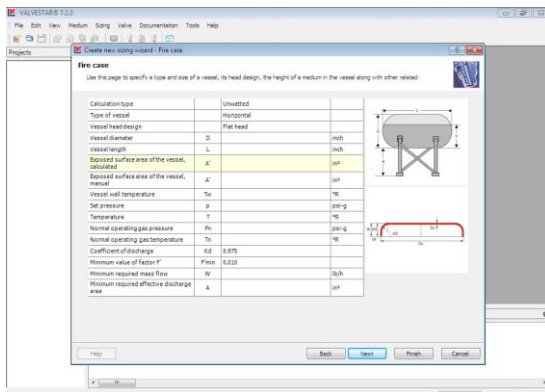 VALVESTAR® 7.2.3
File Edit View Medium Sizing Valve Documentation Tools Help
Projects
Create new sizing wizard - Fire case
Fire case
Use this page to specify a type and size of a vessel, its head design, the height of a medium in the vessel along with other related
Calculation type Unwetted
Type of vessel Horizontal
Vessel head design Flat head
Vessel diameter D inch
Vessel length L inch
Exposed surface area of the vessel, calculated A' in²
Exposed surface area of the vessel, manual A' in²
Vessel wall temperature Tw °R
Set pressure p psi-g
Temperature T °R
Normal operating gas pressure Pn psi-g
Normal operating gas temperature Tn °R
Coefficient of discharge Kd 0.975
Minimum value of factor F' F'min 0.010
Minimum required mass flow W lb/h
Minimum required effective discharge area A in²
Help Back Next Finish Cancel